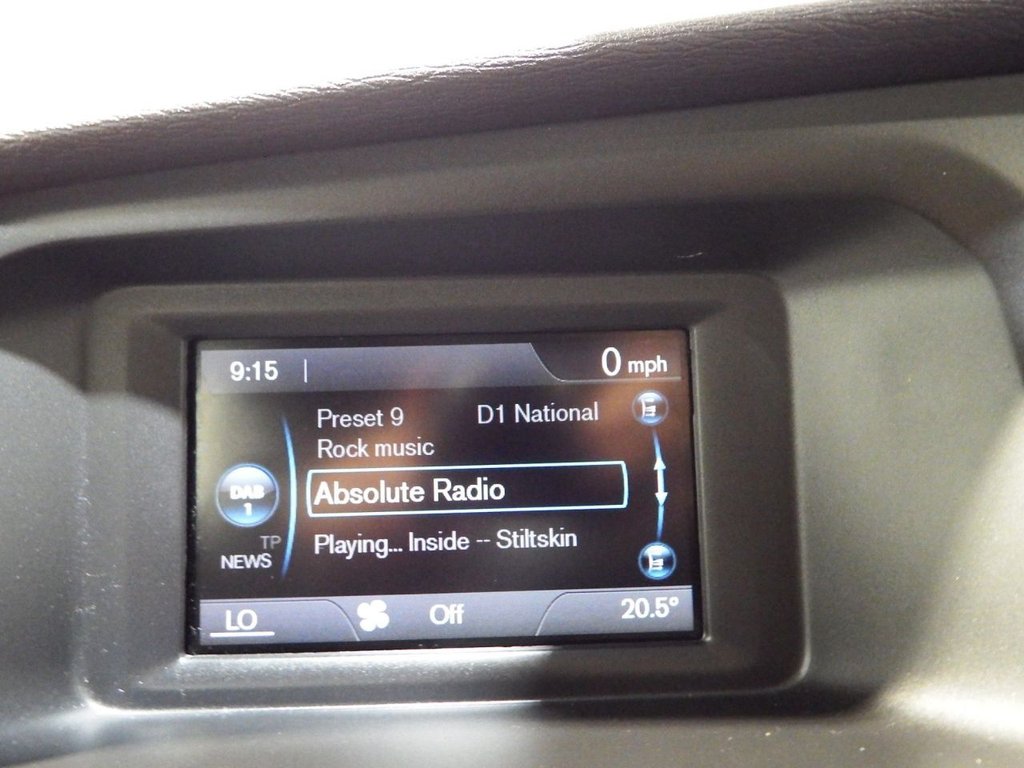 9:15 0 mph
Preset 9 D1 National
Rock music
Absolute Radio
DAB
1
Playing... Inside -- Stiltskin
TP
NEWS
LO Off 20.5°